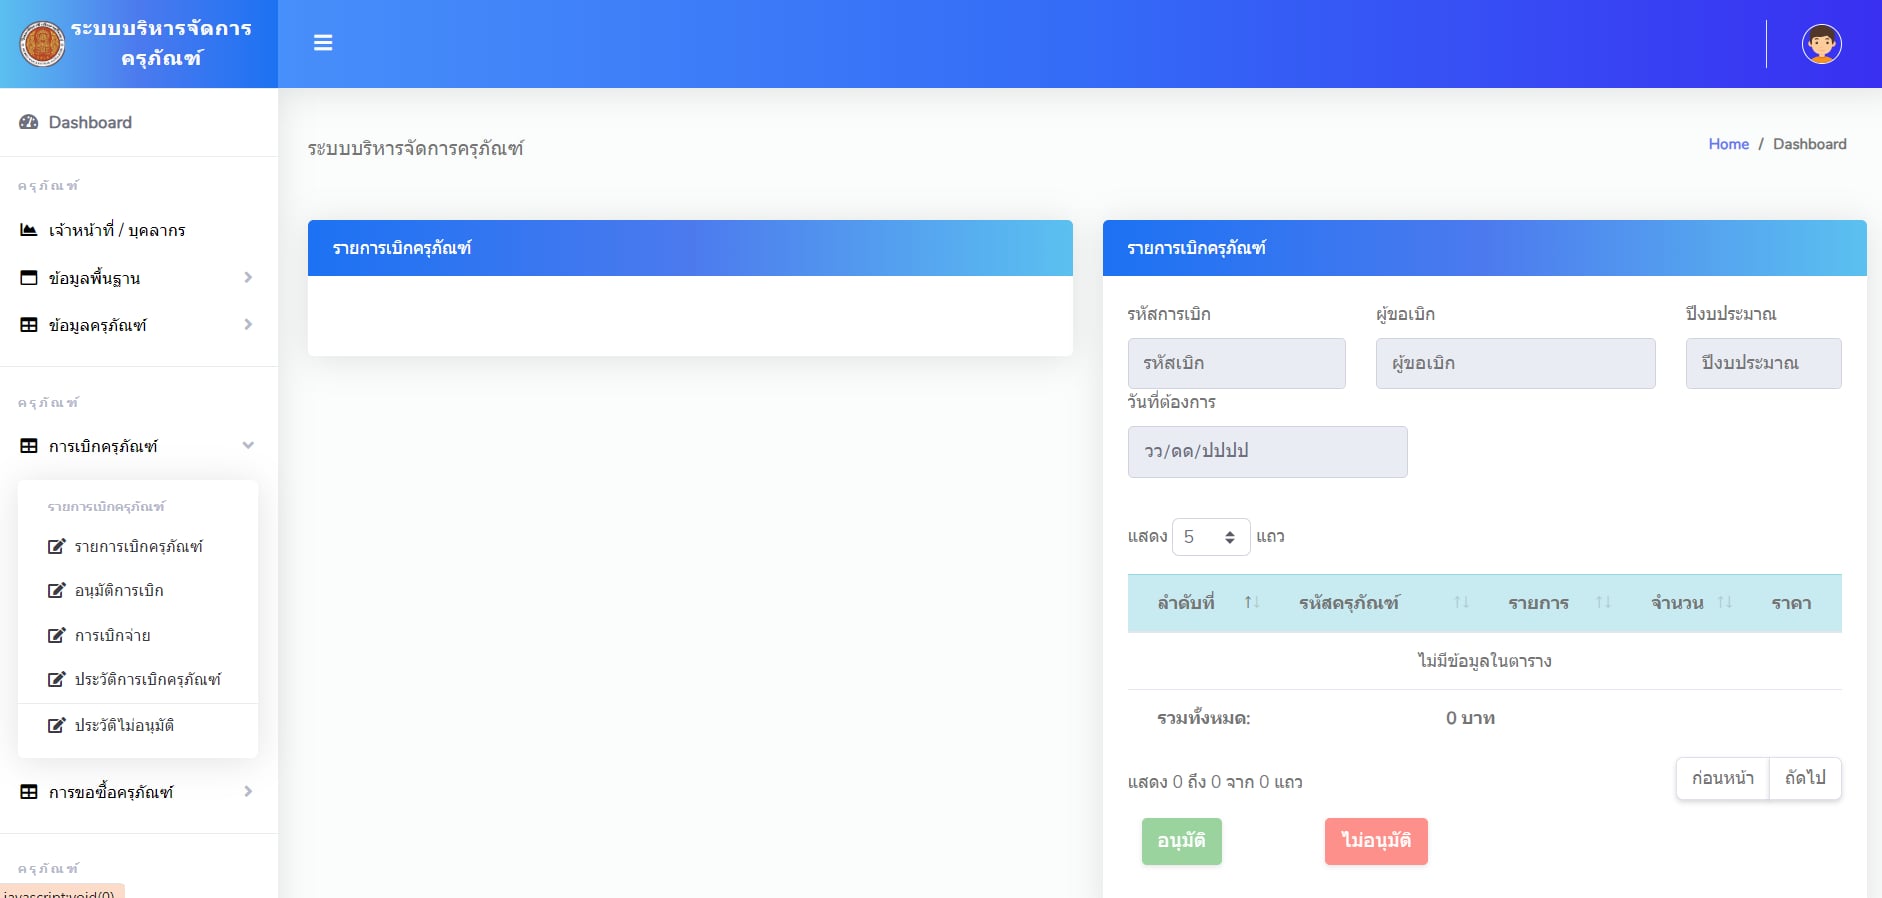 ระบบบริหารจัดการ
ครุภัณฑ์
Dashboard
ครุภัณฑ์
เจ้าหน้าที่ / บุคลากร
ข้อมูลพื้นฐาน
ข้อมูลครุภัณฑ์
ครุภัณฑ์
การเบิกครุภัณฑ์
รายการเบิกครุภัณฑ์
รายการเบิกครุภัณฑ์
อนุมัติการเบิก
การเบิกจ่าย
ประวัติการเบิกครุภัณฑ์
ประวัติไม่อนุมัติ
การขอซื้อครุภัณฑ์
ครุภัณฑ์
javascript:void(0)
ระบบบริหารจัดการครุภัณฑ์
Home / Dashboard
รายการเบิกครุภัณฑ์
รายการเบิกครุภัณฑ์
รหัสการเบิก ผู้ขอเบิก ปีงบประมาณ
รหัสเบิก ผู้ขอเบิก ปีงบประมาณ
วันที่ต้องการ
วว/ดด/ปปปป
แสดง 5 แถว
ลำดับที่ รหัสครุภัณฑ์ รายการ จำนวน ราคา
ไม่มีข้อมูลในตาราง
รวมทั้งหมด: 0 บาท
แสดง 0 ถึง 0 จาก 0 แถว
ก่อนหน้า ถัดไป
อนุมัติ ไม่อนุมัติ